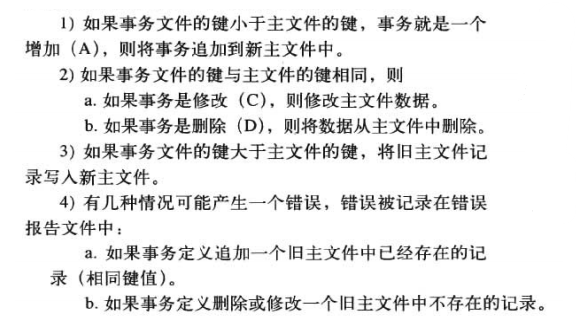 1) 如果事务文件的键小于主文件的键，事务就是一个
增加（A），则将事务追加到新主文件中。
2) 如果事务文件的键与主文件的键相同，则
a. 如果事务是修改（C），则修改主文件数据。
b. 如果事务是删除（D），则将数据从主文件中删除。
3) 如果事务文件的键大于主文件的键，将旧主文件记
录写入新主文件。
4) 有几种情况可能产生一个错误，错误被记录在错误
报告文件中：
a. 如果事务定义追加一个旧主文件中已经存在的记
录（相同键值）。
b. 如果事务定义删除或修改一个旧主文件中不存在的记录。